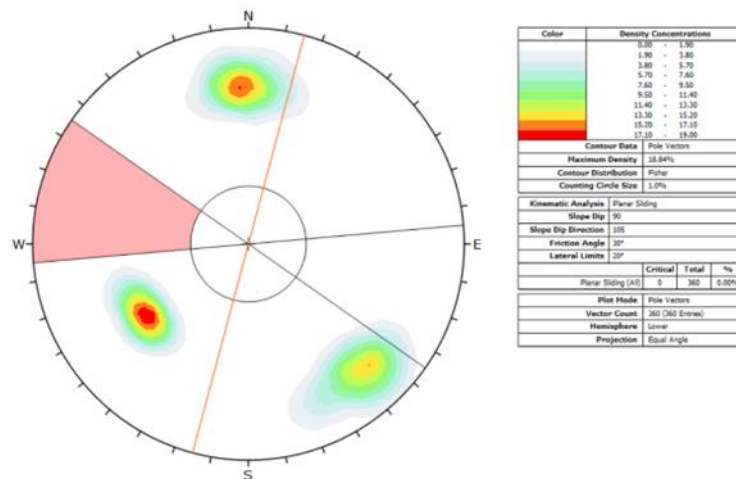 N
W
E
S
Color Density Concentrations
0.00 - 1.90
1.90 - 3.80
3.80 - 5.70
5.70 - 7.60
7.60 - 9.50
9.50 - 11.40
11.40 - 13.30
13.30 - 15.20
15.20 - 17.10
17.10 - 19.00
Contour Data Pole Vectors
Maximum Density 18.84%
Contour Distribution Fisher
Counting Circle Size 1.0%
Kinematic Analysis Planar Sliding
Slope Dip 90
Slope Dip Direction 105
Friction Angle 30°
Lateral Limits 20°
Critical Total %
Planar Sliding (All) 0 360 0.00%
Plot Mode Pole Vectors
Vector Count 360 (360 Entries)
Hemisphere Lower
Projection Equal Angle